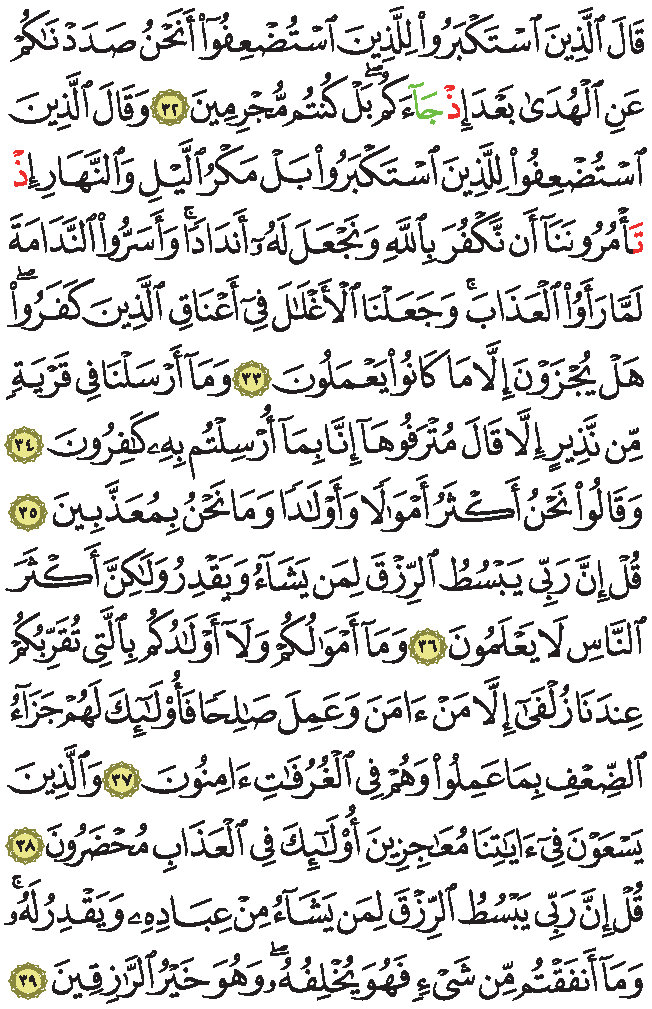 قَالَ ٱلَّذِينَ ٱسۡتَكۡبَرُواْ لِلَّذِينَ ٱسۡتُضۡعِفُوٓاْ أَنَحۡنُ صَدَدۡنَٰكُمۡ
عَنِ ٱلۡهُدَىٰ بَعۡدَ إِذۡ جَآءَكُمۖ بَلۡ كُنتُم مُّجۡرِمِينَ ٣٢ وَقَالَ ٱلَّذِينَ
ٱسۡتُضۡعِفُواْ لِلَّذِينَ ٱسۡتَكۡبَرُواْ بَلۡ مَكۡرُ ٱلَّيۡلِ وَٱلنَّهَارِ إِذۡ
تَأۡمُرُونَنَآ أَن نَّكۡفُرَ بِٱللَّهِ وَنَجۡعَلَ لَهُۥٓ أَندَادٗاۚ وَأَسَرُّواْ ٱلنَّدَامَةَ
لَمَّا رَأَوُاْ ٱلۡعَذَابَۚ وَجَعَلۡنَا ٱلۡأَغۡلَٰلَ فِيٓ أَعۡنَاقِ ٱلَّذِينَ كَفَرُواْۖ
هَلۡ يُجۡزَوۡنَ إِلَّا مَا كَانُواْ يَعۡمَلُونَ ٣٣ وَمَآ أَرۡسَلۡنَا فِي قَرۡيَةٖ
مِّن نَّذِيرٍ إِلَّا قَالَ مُتۡرَفُوهَآ إِنَّا بِمَآ أُرۡسِلۡتُم بِهِۦ كَٰفِرُونَ ٣٤
وَقَالُواْ نَحۡنُ أَكۡثَرُ أَمۡوَٰلٗا وَأَوۡلَٰدٗا وَمَا نَحۡنُ بِمُعَذَّبِينَ ٣٥
قُلۡ إِنَّ رَبِّي يَبۡسُطُ ٱلرِّزۡقَ لِمَن يَشَآءُ وَيَقۡدِرُ وَلَٰكِنَّ أَكۡثَرَ
ٱلنَّاسِ لَا يَعۡلَمُونَ ٣٦ وَمَآ أَمۡوَٰلُكُمۡ وَلَآ أَوۡلَٰدُكُم بِٱلَّتِي تُقَرِّبُكُمۡ
عِندَنَا زُلۡفَىٰٓ إِلَّا مَنۡ ءَامَنَ وَعَمِلَ صَٰلِحٗا فَأُوْلَٰٓئِكَ لَهُمۡ جَزَآءُ
ٱلضِّعۡفِ بِمَا عَمِلُواْ وَهُمۡ فِي ٱلۡغُرُفَٰتِ ءَامِنُونَ ٣٧ وَٱلَّذِينَ
يَسۡعَوۡنَ فِيٓ ءَايَٰتِنَا مُعَٰجِزِينَ أُوْلَٰٓئِكَ فِي ٱلۡعَذَابِ مُحۡضَرُونَ ٣٨
قُلۡ إِنَّ رَبِّي يَبۡسُطُ ٱلرِّزۡقَ لِمَن يَشَآءُ مِنۡ عِبَادِهِۦ وَيَقۡدِرُ لَهُۥۚ
وَمَآ أَنفَقۡتُم مِّن شَيۡءٖ فَهُوَ يُخۡلِفُهُۥۖ وَهُوَ خَيۡرُ ٱلرَّٰزِقِينَ ٣٩